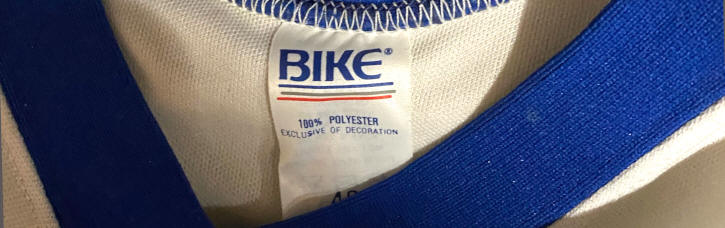 BIKE®
100% POLYESTER
EXCLUSIVE OF DECORATION